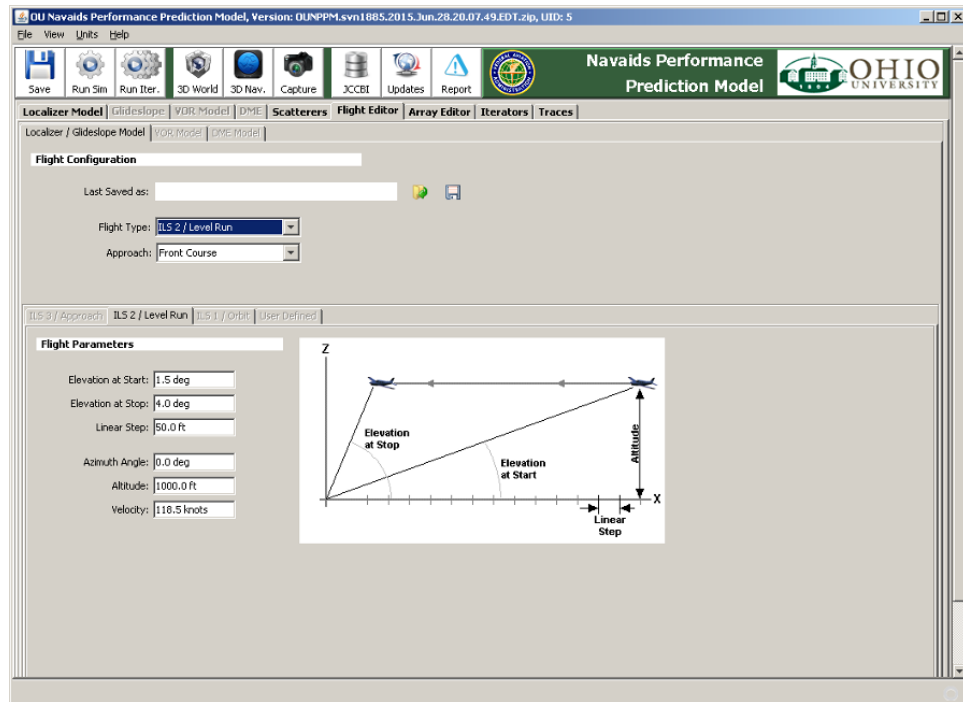 OU Navaids Performance Prediction Model, Version: OUNPPM.svn1885.2015.Jun.28.20.07.49.EDT.zip, UID: 5
File View Units Help
Save Run Sim Run Iter. 3D World 3D Nav. Capture JCCBI Updates Report
Navaids Performance
Prediction Model
OHIO
UNIVERSITY
Localizer Model Glideslope VOR Model DME Scatterers Flight Editor Array Editor Iterators Traces
Localizer / Glideslope Model VOR Model DME Model
Flight Configuration
Last Saved as:
Flight Type: ILS 2 / Level Run
Approach: Front Course
ILS 3 / Approach ILS 2 / Level Run ILS 1 / Orbit User Defined
Flight Parameters
Elevation at Start: 1.5 deg
Elevation at Stop: 4.0 deg
Linear Step: 50.0 ft
Azimuth Angle: 0.0 deg
Altitude: 1000.0 ft
Velocity: 118.5 knots
Z
Elevation
at Stop
Elevation
at Start
Altitude
X
Linear
Step